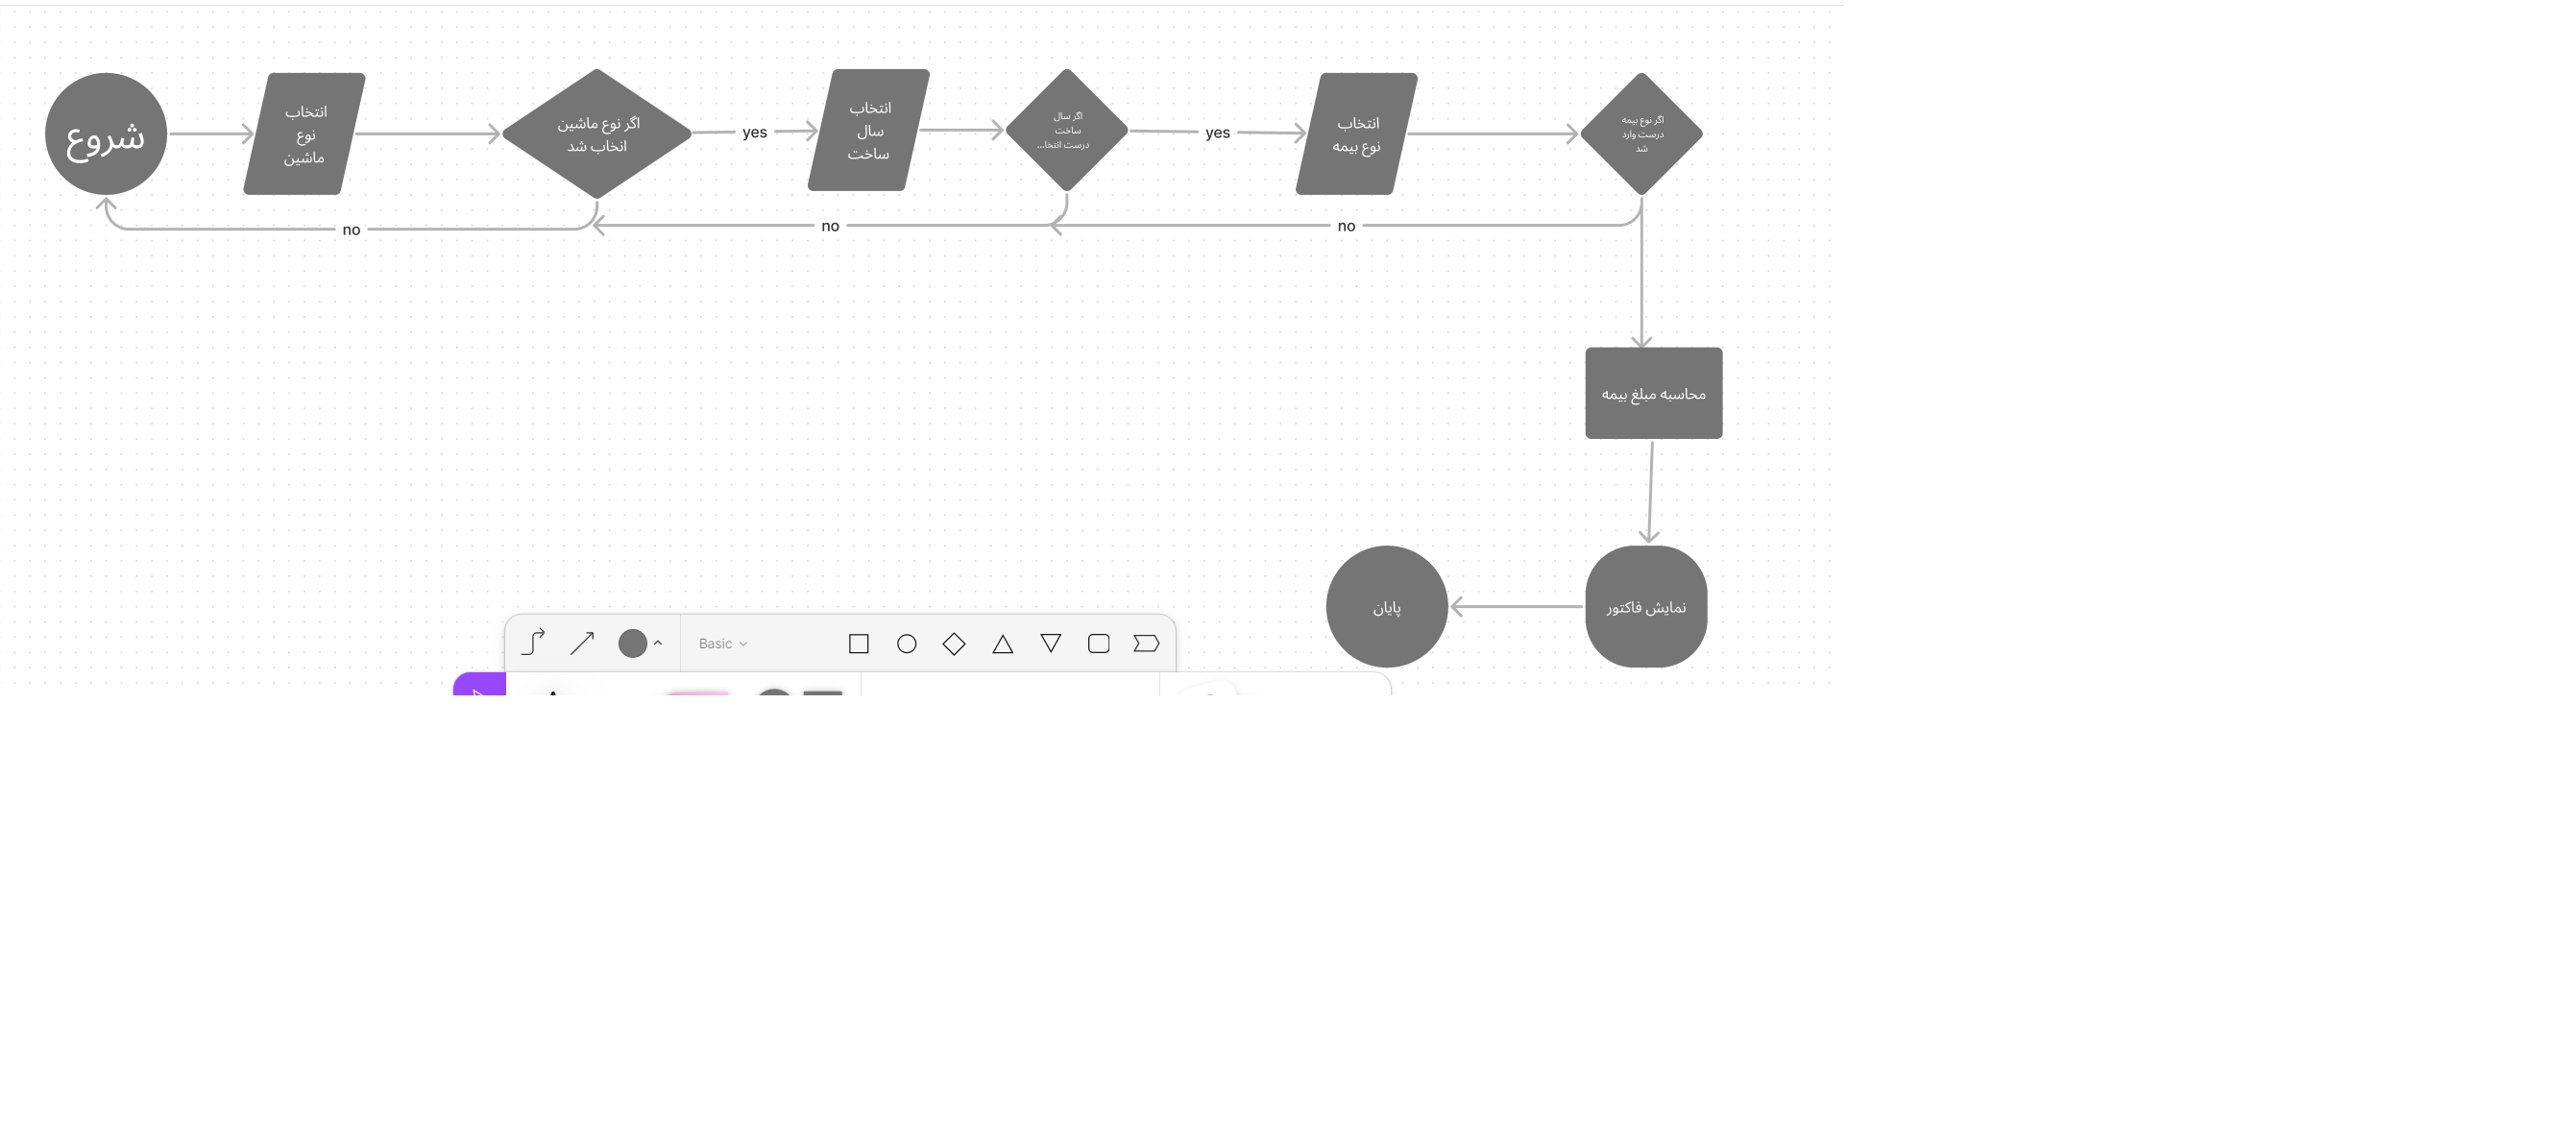 شروع
انتخاب
نوع
ماشین
اگر نوع ماشین
انخاب شد
yes
انتخاب
سال
ساخت
اگر سال
ساخت
درست انتخا...
yes
انتخاب
نوع بیمه
اگر نوع بیمه
درست وارد
شد
no
no
no
محاسبه مبلغ بیمه
نمایش فاکتور
پایان
Basic